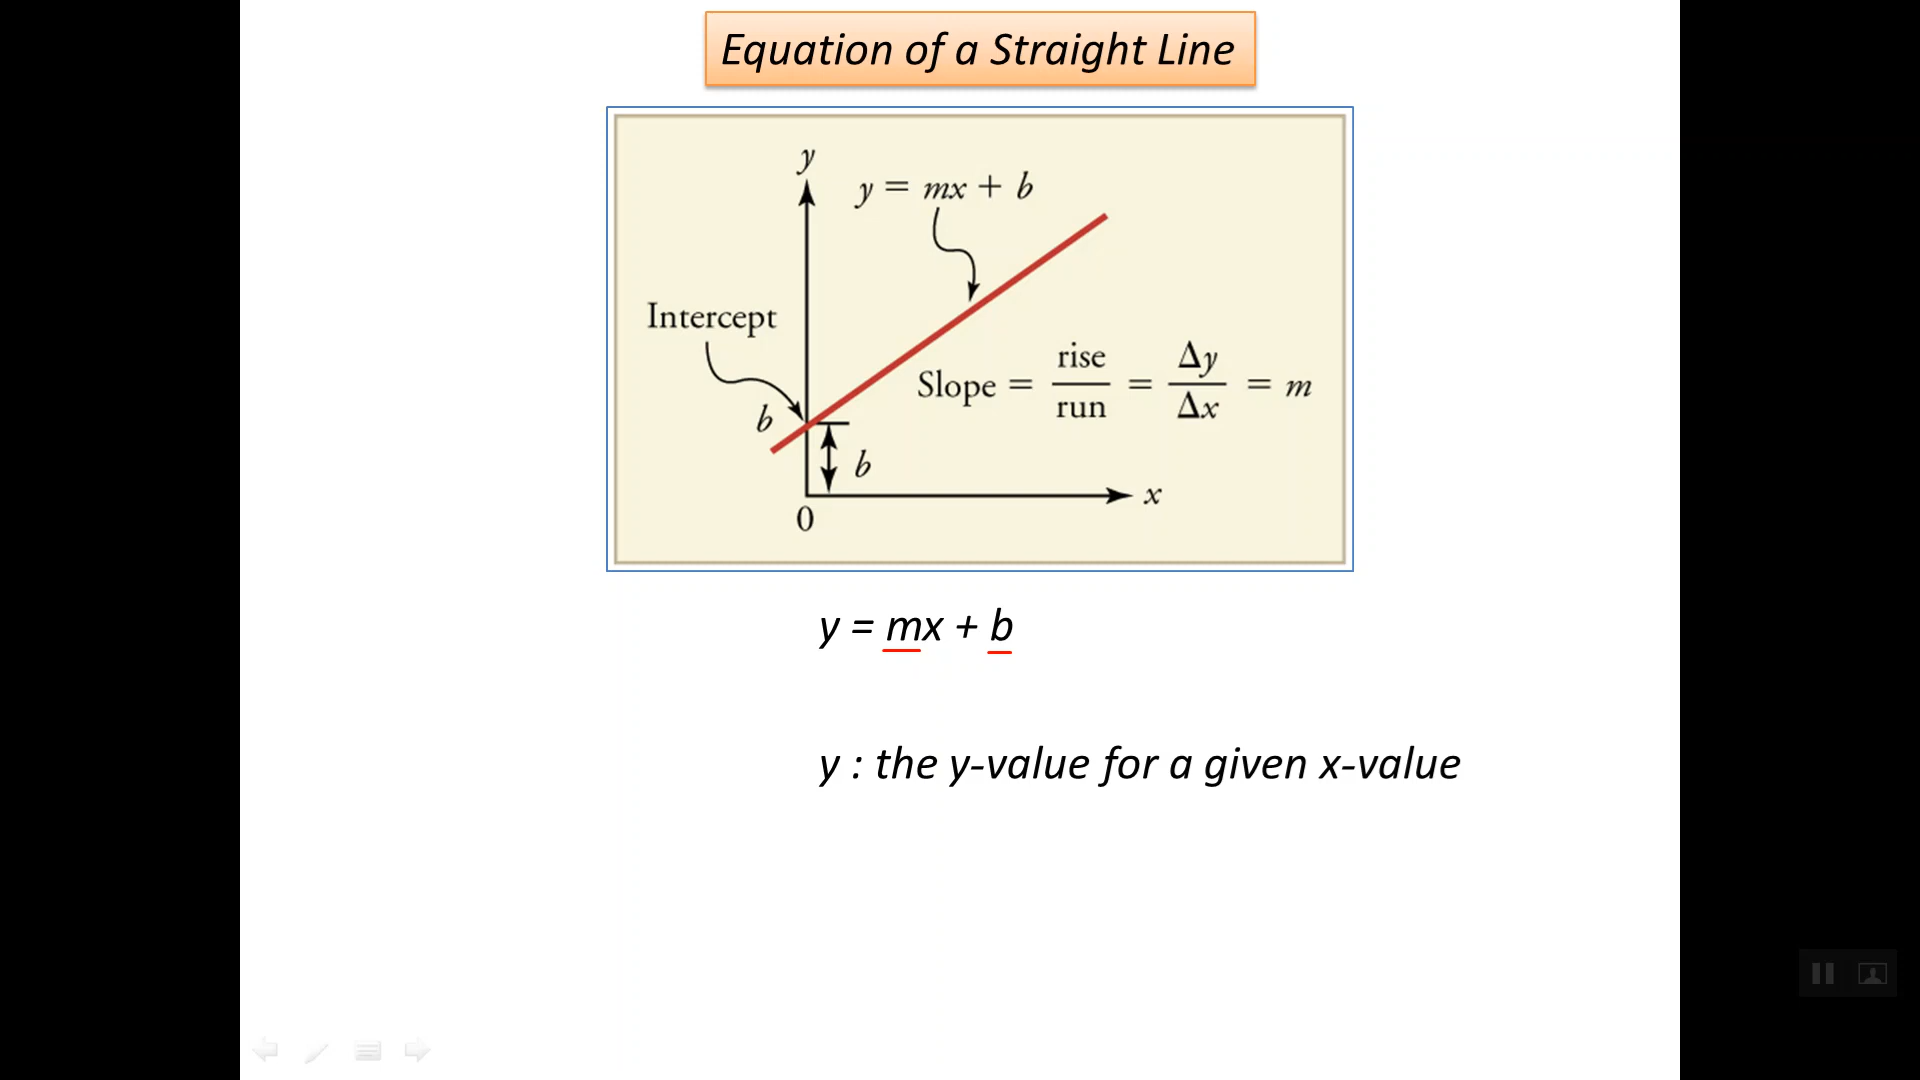 Equation of a Straight Line
y
y = mx + b
Intercept
Slope = rise/run = Δy/Δx = m
b
b
x
0
y = mx + b
y : the y-value for a given x-value